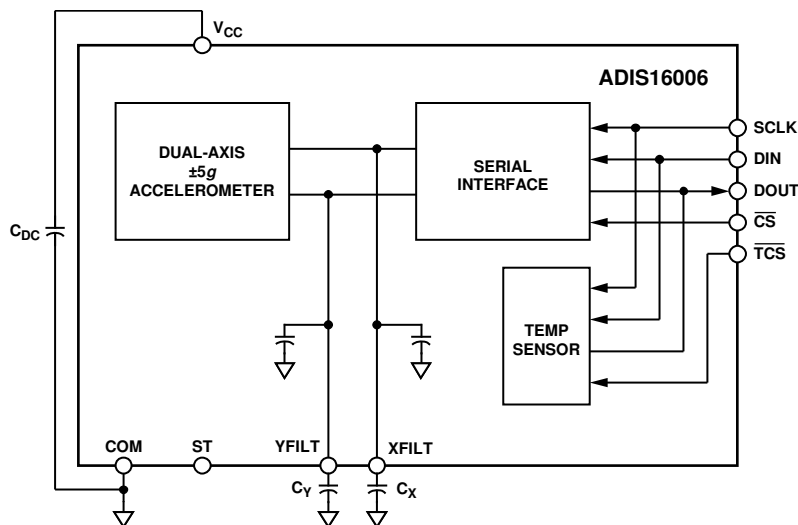 VCC
ADIS16006
DUAL-AXIS
±5g
ACCELEROMETER
SERIAL
INTERFACE
SCLK
DIN
DOUT
CS
TCS
CDC
TEMP
SENSOR
COM
ST
YFILT
XFILT
CY
CX